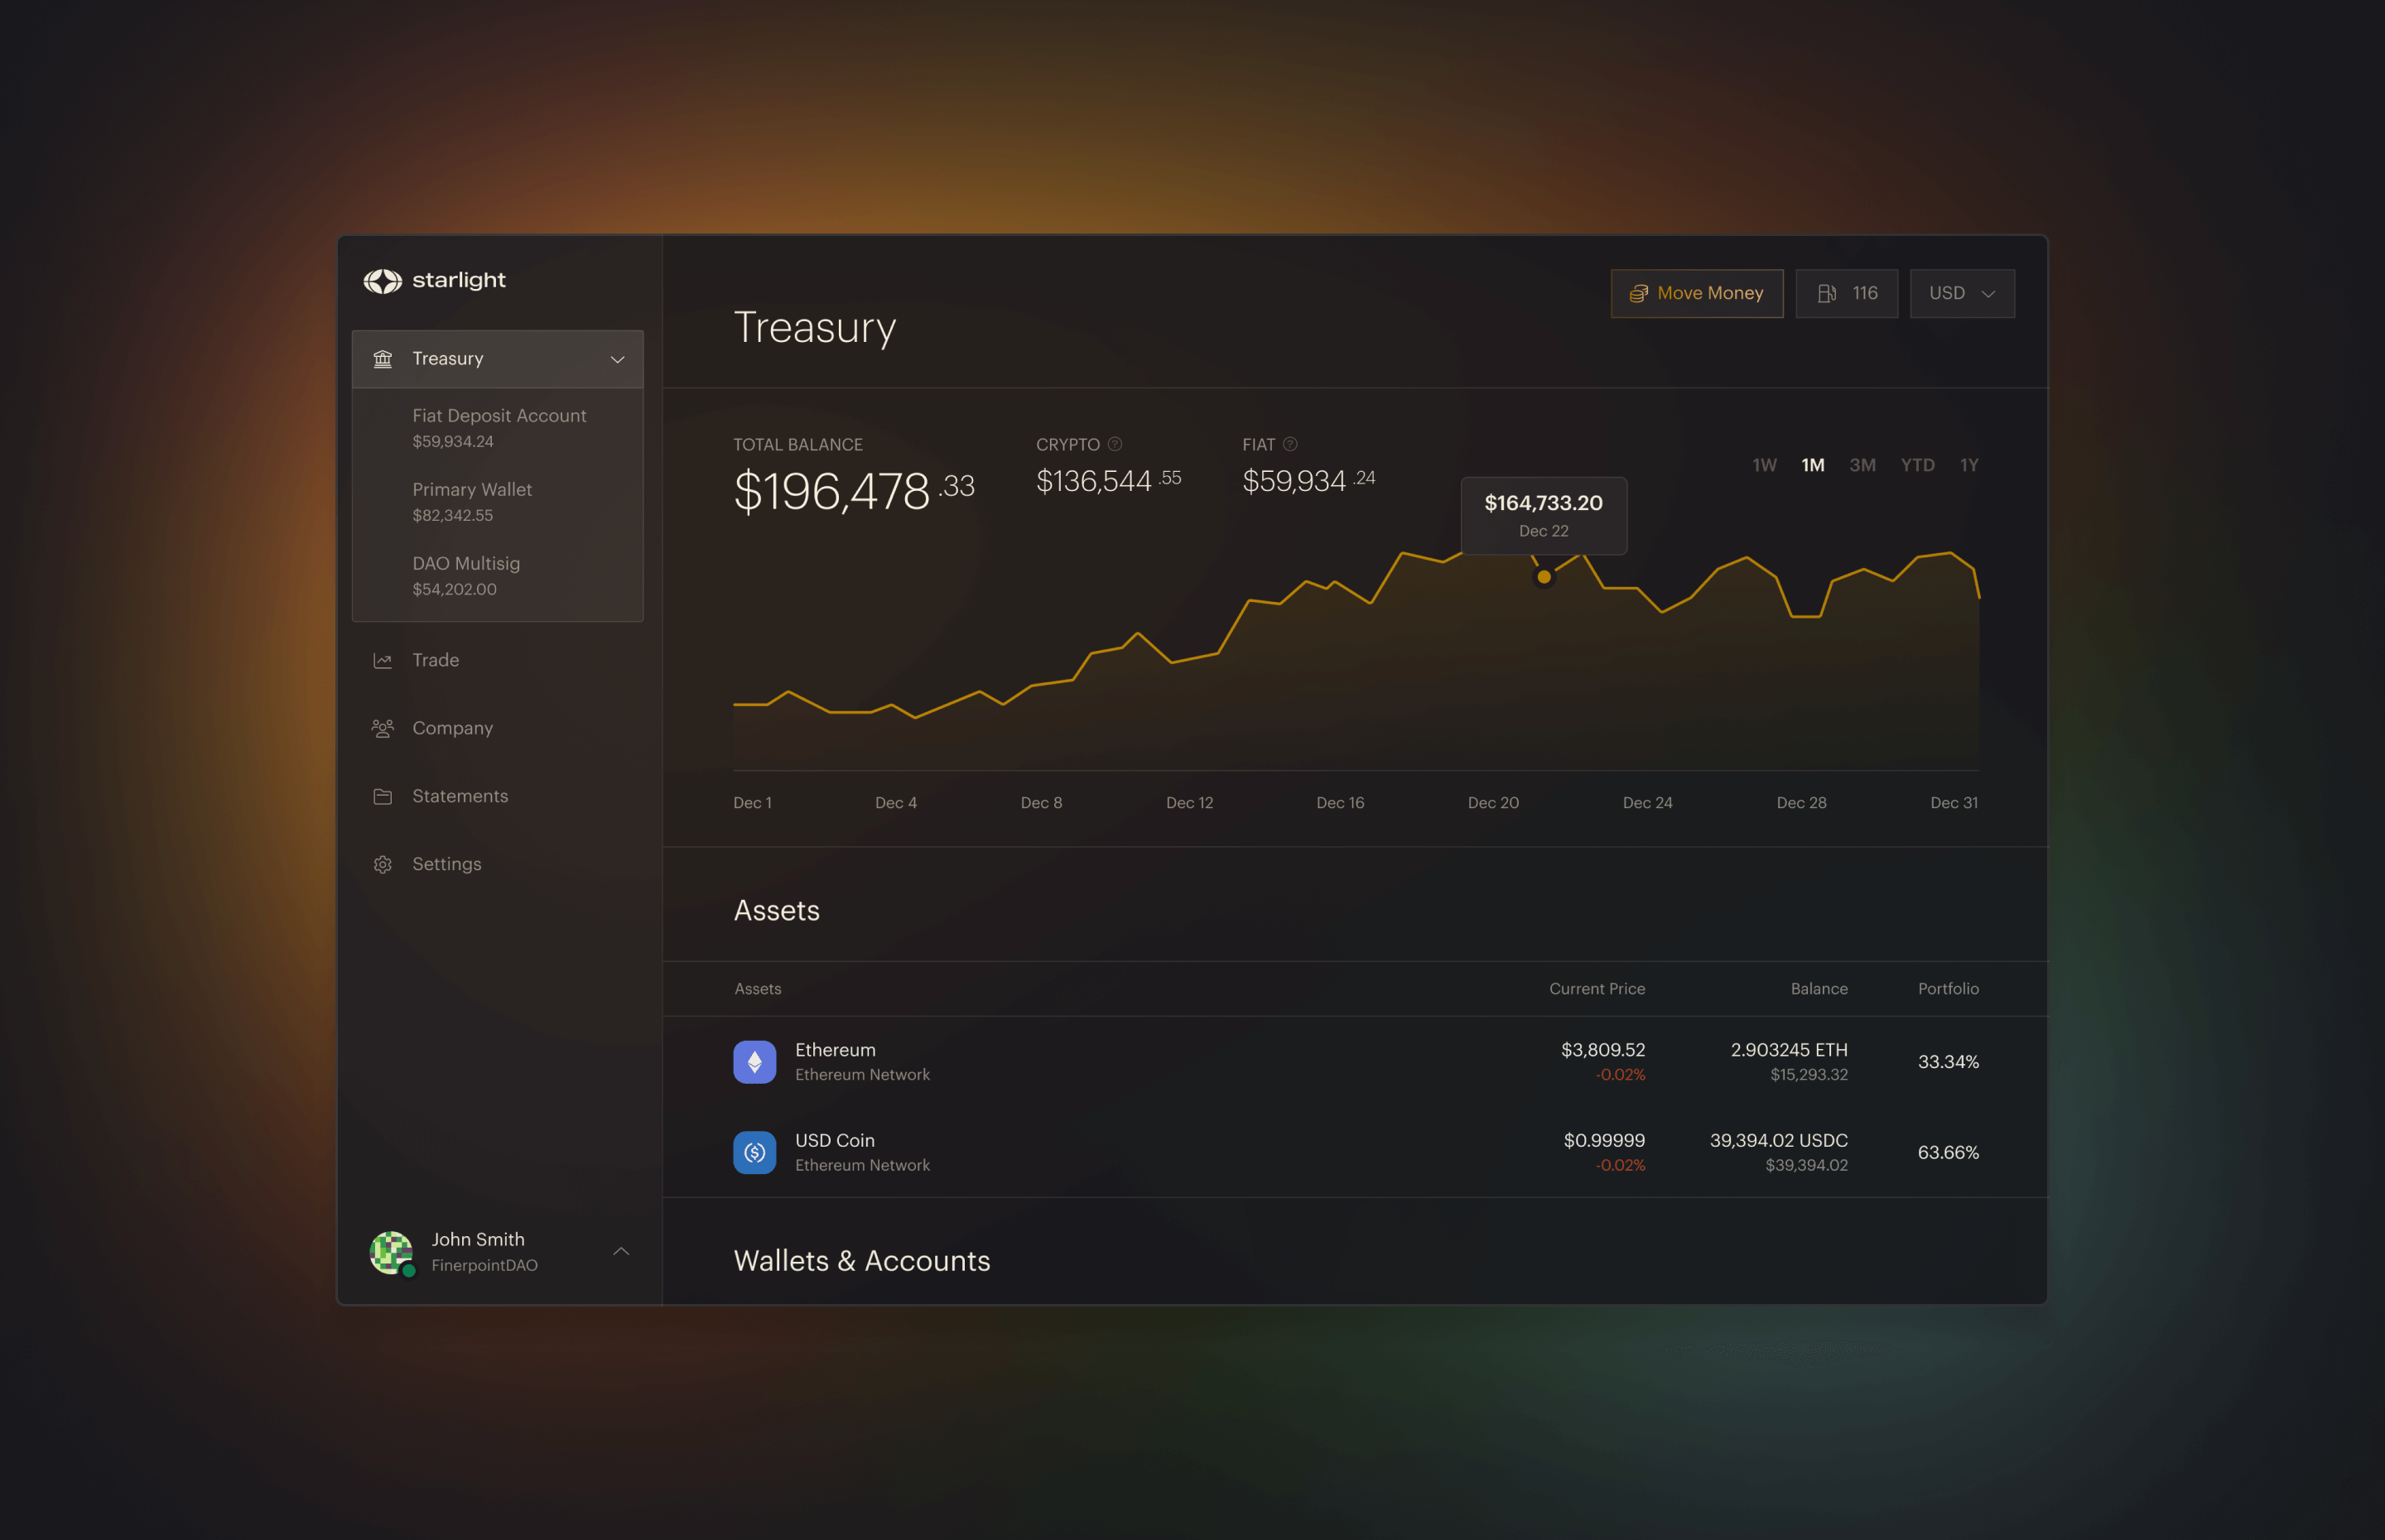 starlight
Treasury
Fiat Deposit Account
$59,934.24
Primary Wallet
$82,342.55
DAO Multisig
$54,202.00
Trade
Company
Statements
Settings
John Smith
FinerpointDAO
Treasury
Move Money
116
USD
TOTAL BALANCE
$196,478.33
CRYPTO
$136,544.55
FIAT
$59,934.24
1W 1M 3M YTD 1Y
$164,733.20
Dec 22
Dec 1 Dec 4 Dec 8 Dec 12 Dec 16 Dec 20 Dec 24 Dec 28 Dec 31
Assets
Assets Current Price Balance Portfolio
Ethereum $3,809.52 2.903245 ETH 33.34%
Ethereum Network -0.02% $15,293.32
USD Coin $0.99999 39,394.02 USDC 63.66%
Ethereum Network -0.02% $39,394.02
Wallets & Accounts